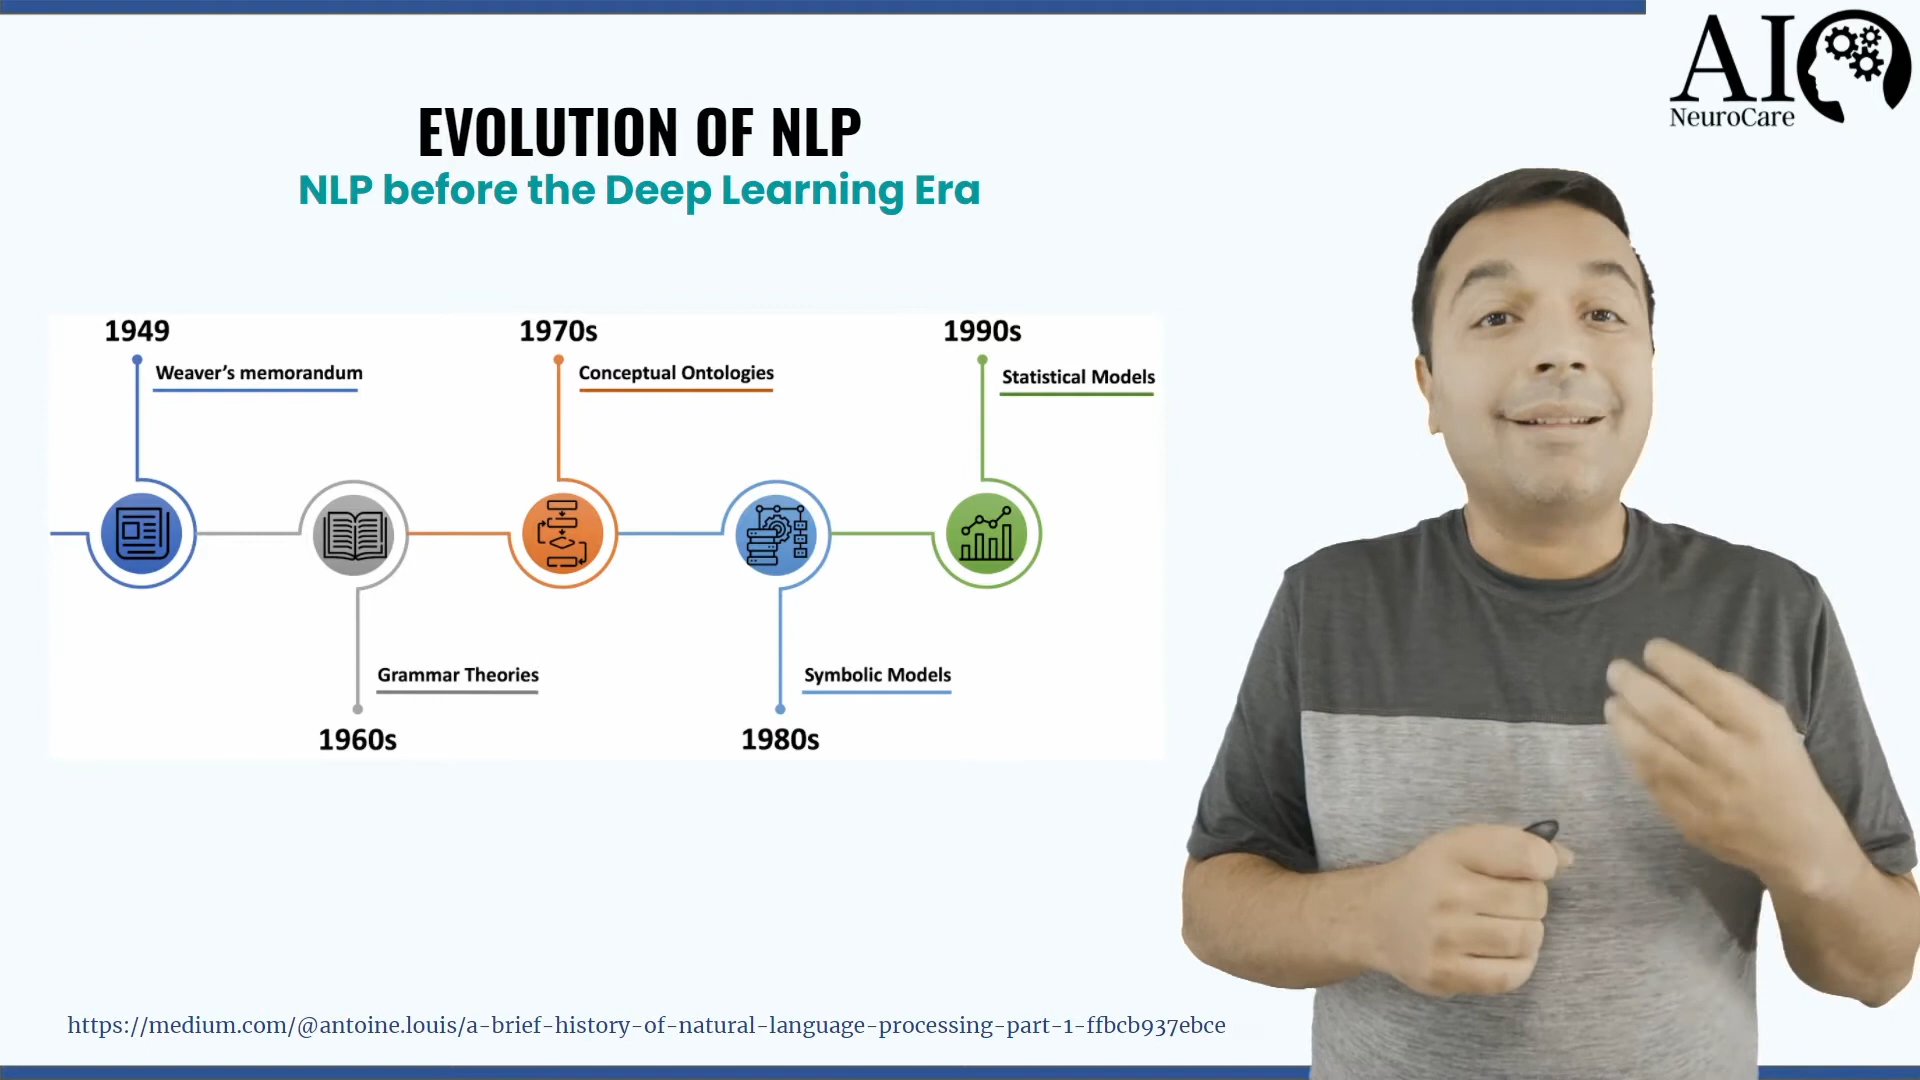 AI
NeuroCare
EVOLUTION OF NLP
NLP before the Deep Learning Era
1949
Weaver's memorandum
1970s
Conceptual Ontologies
1990s
Statistical Models
Grammar Theories
1960s
Symbolic Models
1980s
https://medium.com/@antoine.louis/a-brief-history-of-natural-language-processing-part-1-ffbcb937ebce